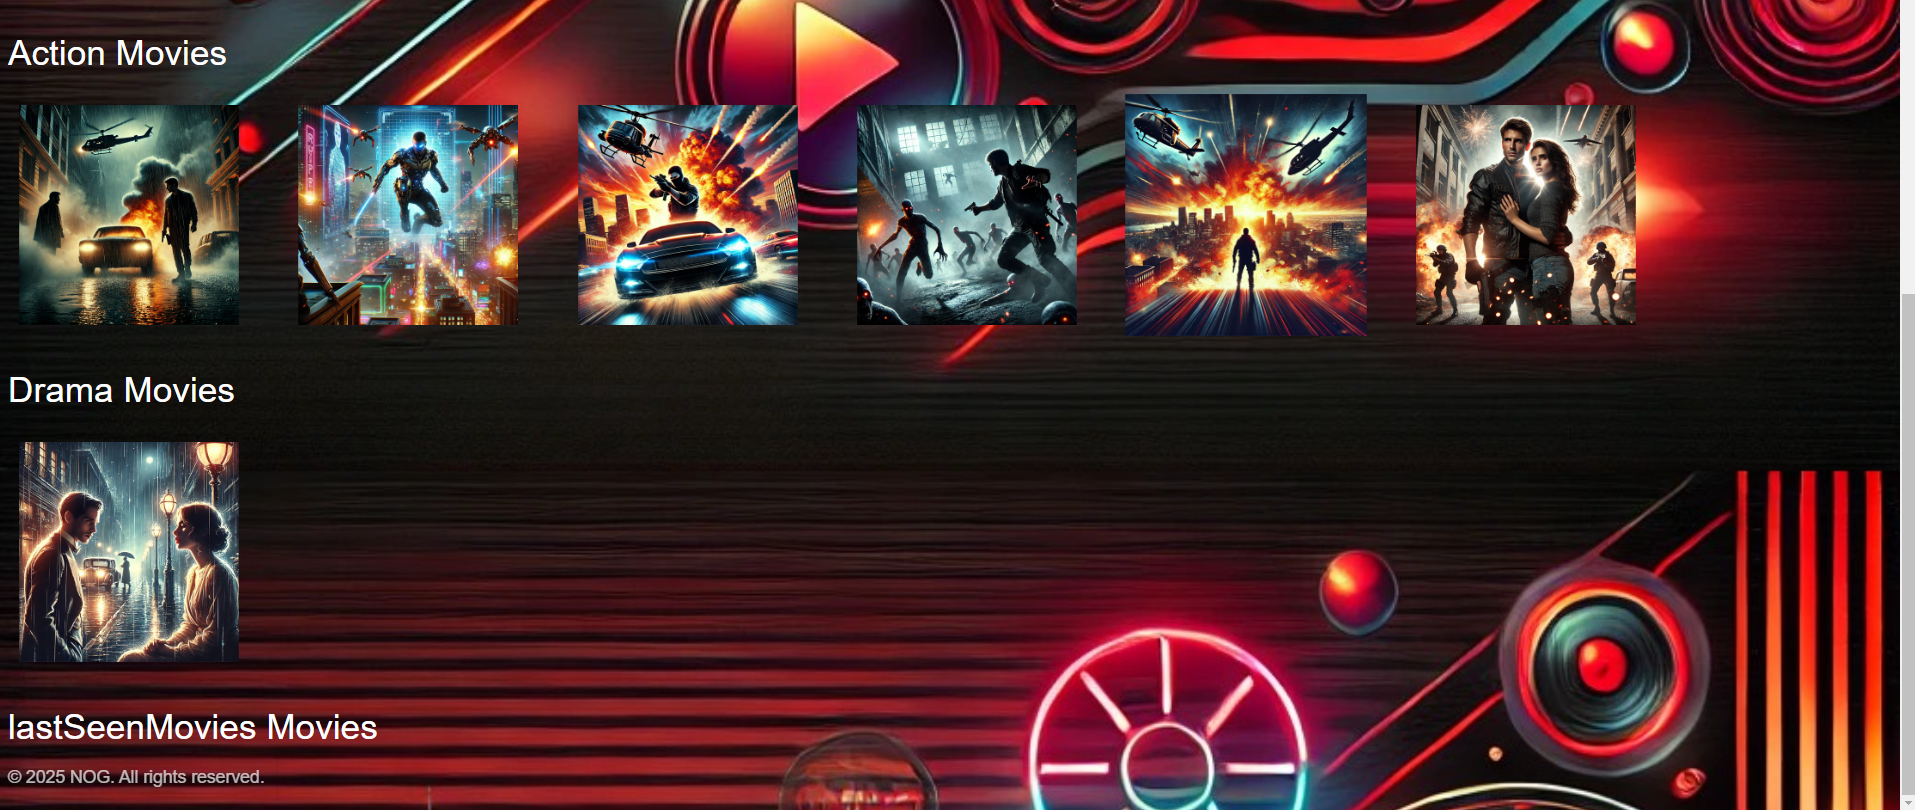 Action Movies
Drama Movies
lastSeenMovies Movies
© 2025 NOG. All rights reserved.